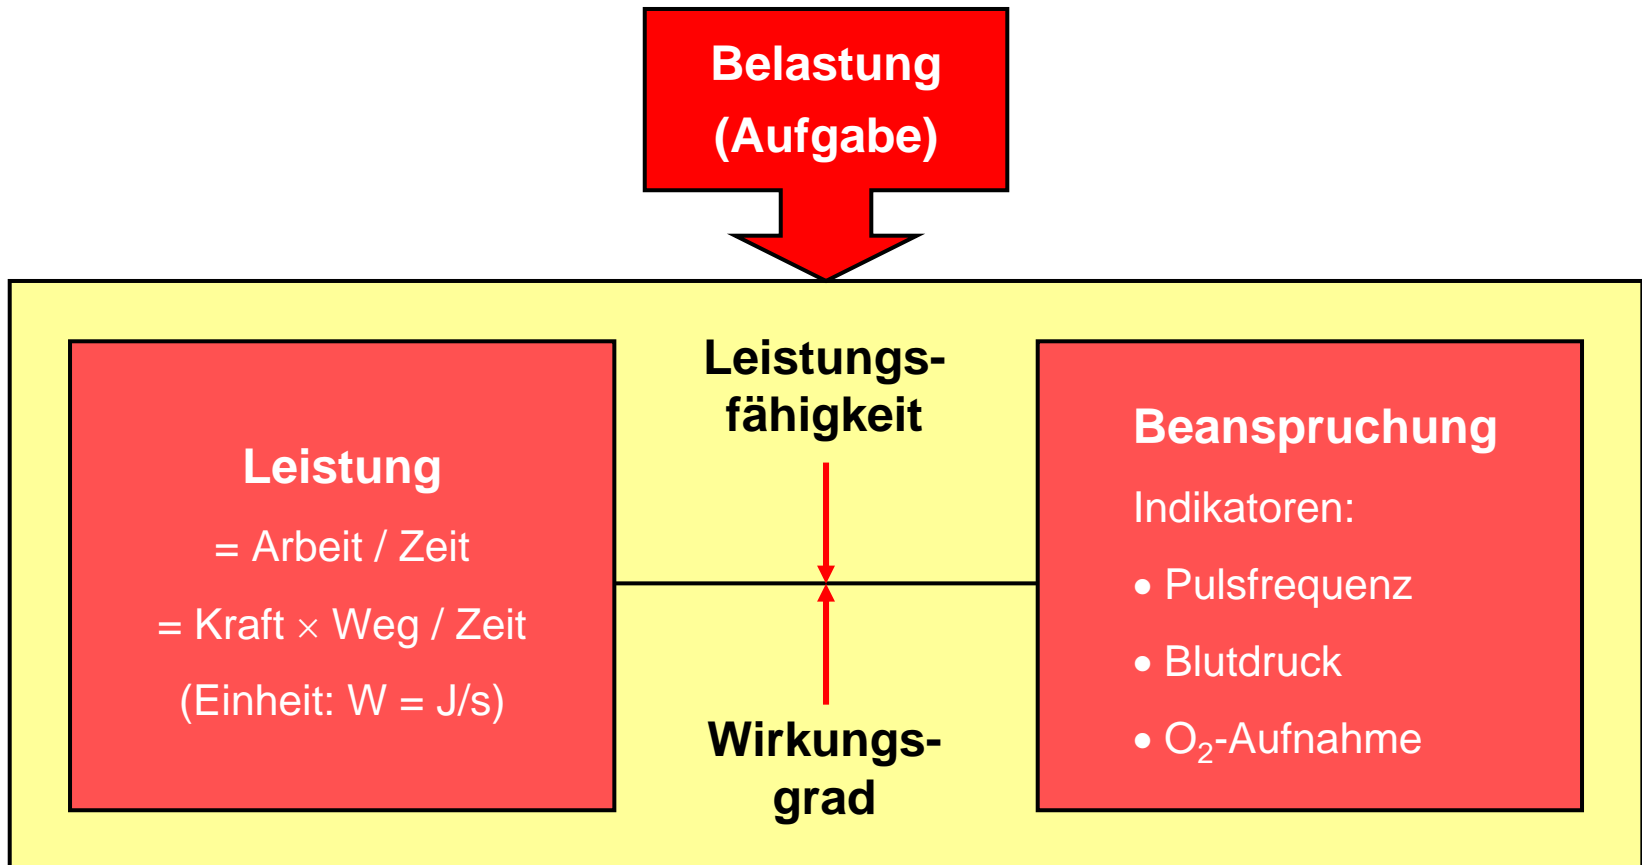 Belastung
(Aufgabe)
Leistung
= Arbeit / Zeit
= Kraft × Weg / Zeit
(Einheit: W = J/s)
Leistungs-
fähigkeit
Wirkungs-
grad
Beanspruchung
Indikatoren:
• Pulsfrequenz
• Blutdruck
• O₂-Aufnahme